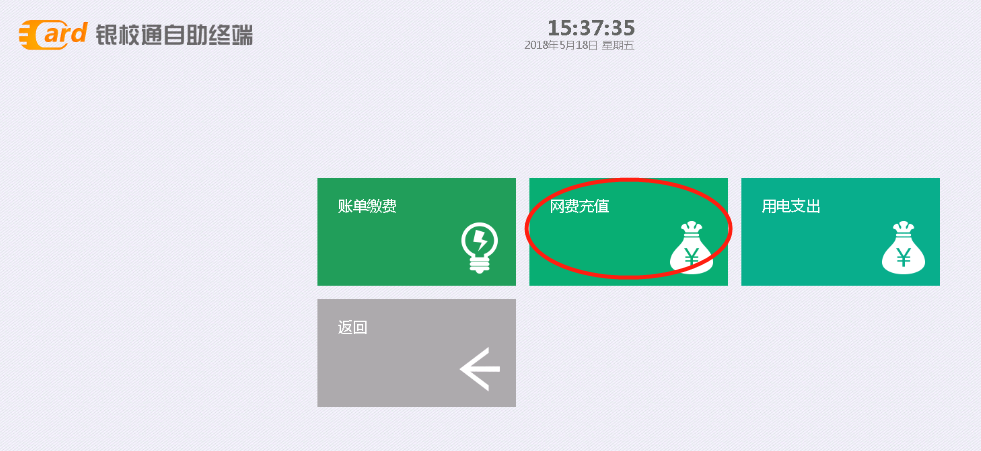 Card 银校通自助终端
15:37:35
2018年5月18日 星期五
账单缴费
网费充值
用电支出
¥
¥
返回